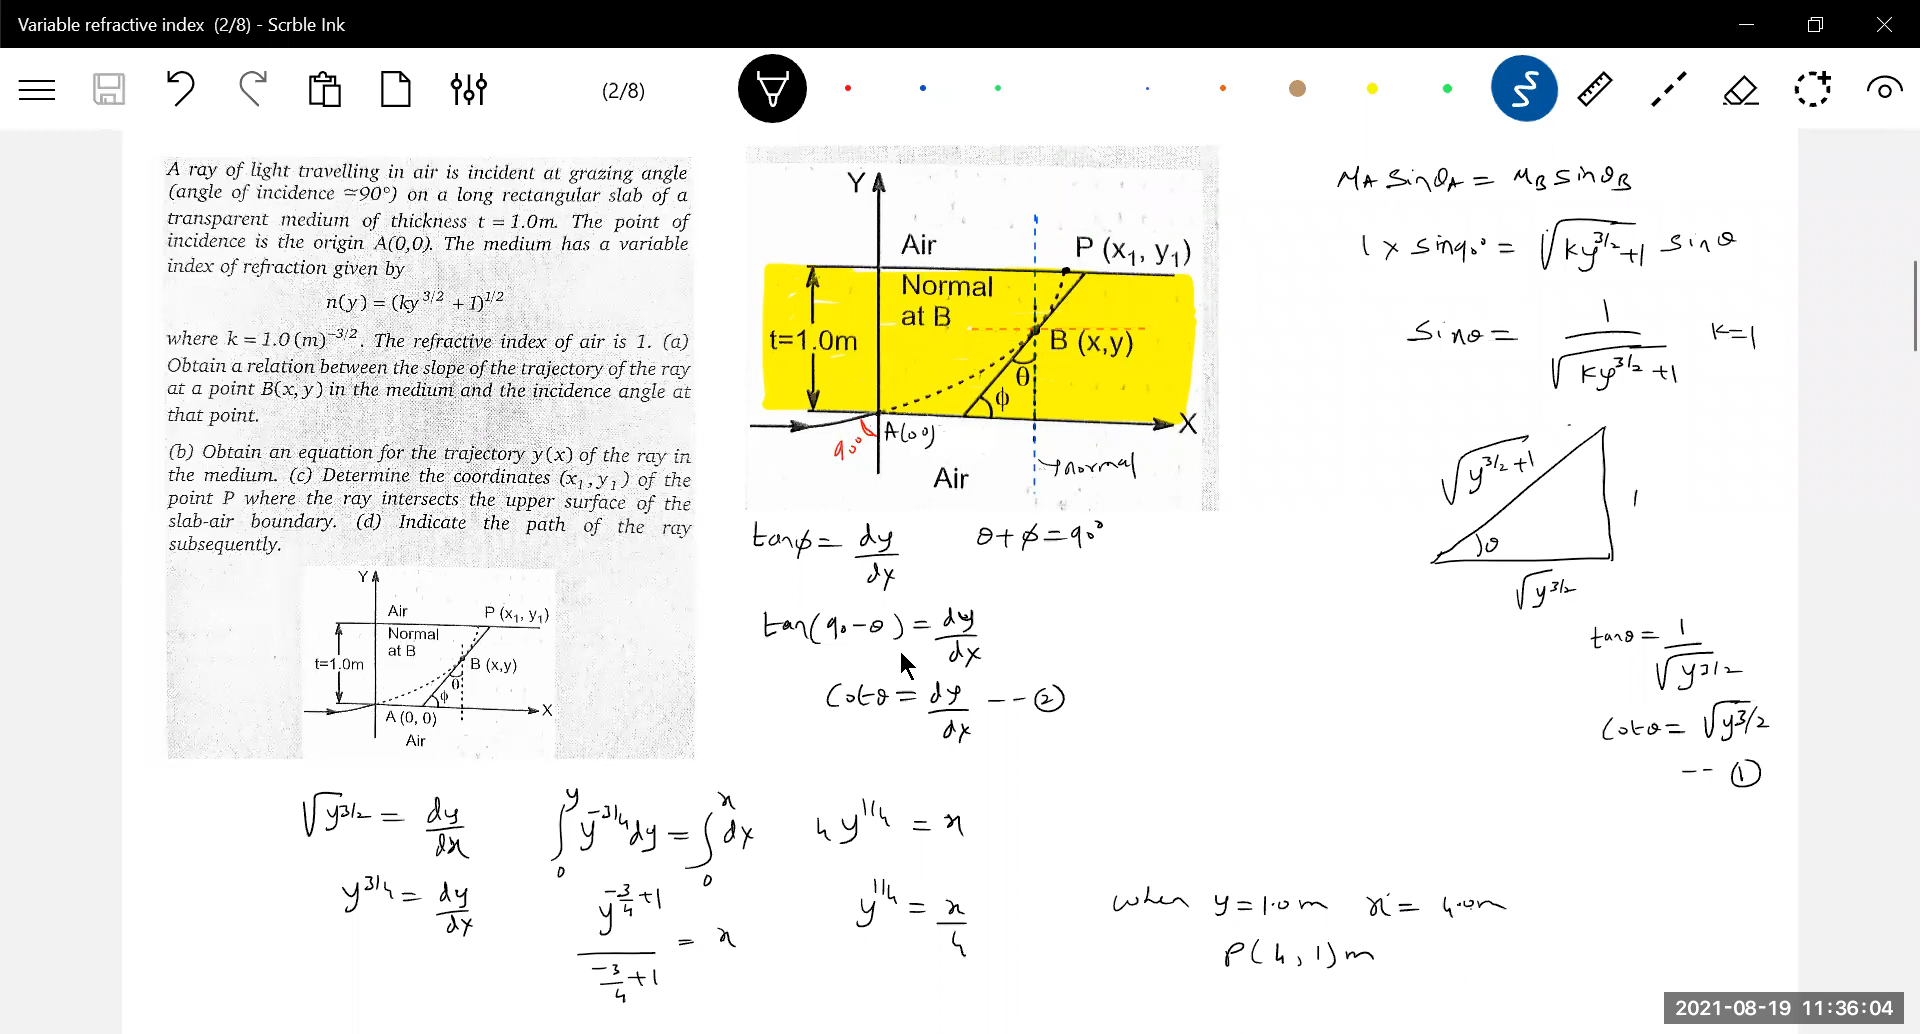 Variable refractive index (2/8) - Scrble Ink
(2/8)
A ray of light travelling in air is incident at grazing angle
(angle of incidence ≃90°) on a long rectangular slab of a
transparent medium of thickness t = 1.0m. The point of
incidence is the origin A(0,0). The medium has a variable
index of refraction given by
n(y) = (ky^3/2 + 1)^1/2
where k = 1.0 (m)^−3/2. The refractive index of air is 1. (a)
Obtain a relation between the slope of the trajectory of the ray
at a point B(x, y) in the medium and the incidence angle at
that point.
(b) Obtain an equation for the trajectory y(x) of the ray in
the medium. (c) Determine the coordinates (x₁, y₁) of the
point P where the ray intersects the upper surface of the
slab-air boundary. (d) Indicate the path of the ray
subsequently.
Y
Air
P (x₁, y₁)
Normal
at B
t=1.0m
B (x,y)
θ
ϕ
A (0, 0)
X
Air
Y
Air
P (x₁, y₁)
Normal
at B
t=1.0m
B (x,y)
θ
ϕ
X
90°
A(00)
Air
normal
tanϕ = dy/dx
θ + ϕ = 90°
tan(90-θ) = dy/dx
Cotθ = dy/dx --- ②
μA SinθA = μB sinθB
1 x sin90° = √(ky^3/2 + 1) sinθ
Sinθ = 1/√(ky^3/2 + 1) K=1
√(y^3/2 + 1)
1
θ
√y^3/2
tanθ = 1/√y^3/2
Cotθ = √y^3/2
-- ①
√y^3/2 = dy/dx
y^3/4 = dy/dx
∫₀^y y^-3/4 dy = ∫₀^x dx
y^(-3/4+1)/(-3/4+1) = x
4 y^1/4 = x
y^1/4 = x/4
when y = 1.0m x = 4.0m
P(4,1)m
2021-08-19 11:36:04